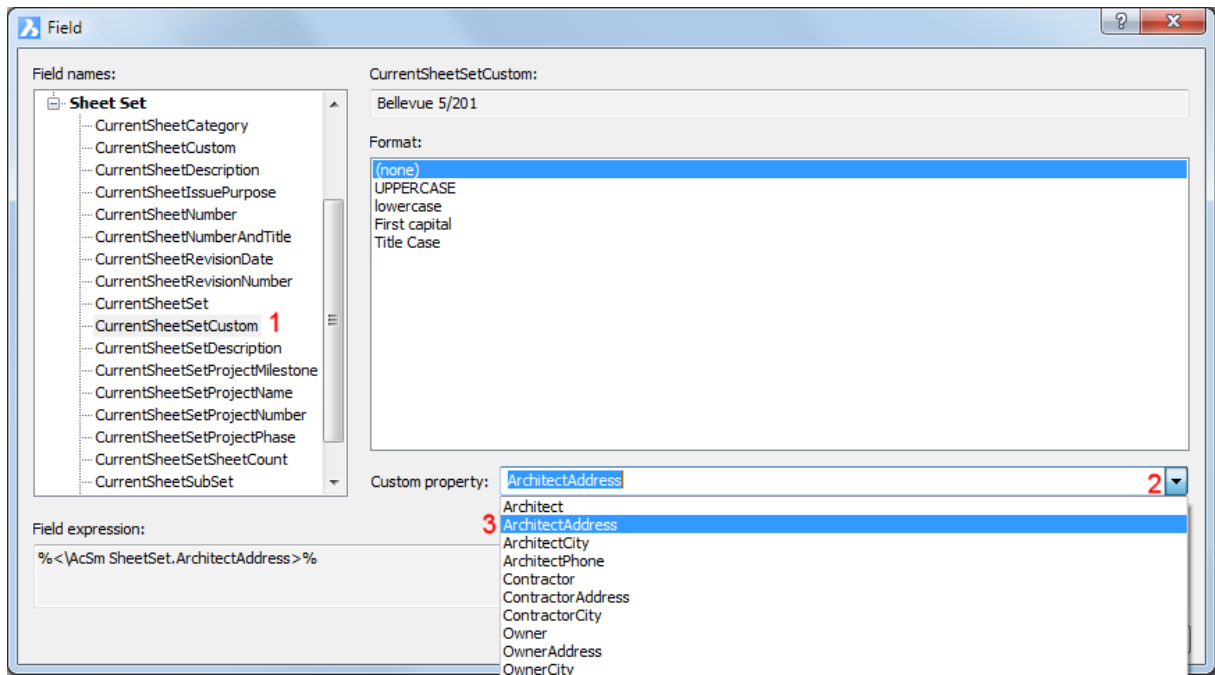 Field
Field names:
Sheet Set
CurrentSheetCategory
CurrentSheetCustom
CurrentSheetDescription
CurrentSheetIssuePurpose
CurrentSheetNumber
CurrentSheetNumberAndTitle
CurrentSheetRevisionDate
CurrentSheetRevisionNumber
CurrentSheetSet
CurrentSheetSetCustom 1
CurrentSheetSetDescription
CurrentSheetSetProjectMilestone
CurrentSheetSetProjectName
CurrentSheetSetProjectNumber
CurrentSheetSetProjectPhase
CurrentSheetSetSheetCount
CurrentSheetSubSet
Field expression:
%<\AcSm SheetSet.ArchitectAddress>%
CurrentSheetSetCustom:
Bellevue 5/201
Format:
(none)
UPPERCASE
lowercase
First capital
Title Case
Custom property: ArchitectAddress 2
Architect
3 ArchitectAddress
ArchitectCity
ArchitectPhone
Contractor
ContractorAddress
ContractorCity
Owner
OwnerAddress
OwnerCity